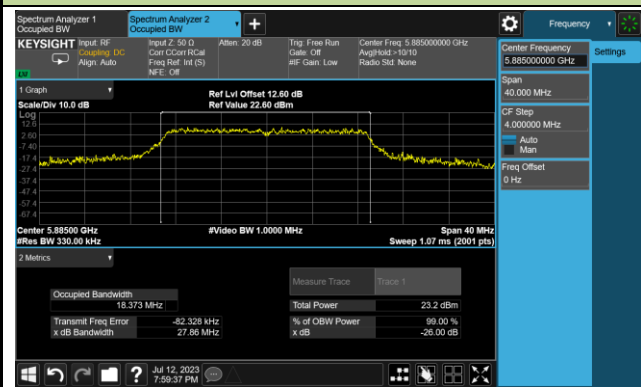 Spectrum Analyzer 1
Occupied BW
Spectrum Analyzer 2
Occupied BW
Frequency
KEYSIGHT
Input: RF
Coupling: DC
Align: Auto
Input Z: 50 Ω
Corr CCorr RCal
Freq Ref: Int (S)
NFE: Off
Atten: 20 dB
Trig: Free Run
Gate: Off
#IF Gain: Low
Center Freq: 5.885000000 GHz
Avg|Hold:>10/10
Radio Std: None
Center Frequency
5.885000000 GHz
Settings
Span
40.000 MHz
CF Step
4.000000 MHz
Auto
Man
Freq Offset
0 Hz
1 Graph
Scale/Div 10.0 dB
Ref Lvl Offset 12.60 dB
Ref Value 22.60 dBm
Log
12.6
2.60
-7.40
-17.4
-27.4
-37.4
-47.4
-57.4
-67.4
Center 5.88500 GHz
#Video BW 1.0000 MHz
Span 40 MHz
#Res BW 330.00 kHz
Sweep 1.07 ms (2001 pts)
2 Metrics
Measure Trace
Trace 1
Occupied Bandwidth
18.373 MHz
Total Power
23.2 dBm
Transmit Freq Error
-82.328 kHz
% of OBW Power
99.00 %
x dB Bandwidth
27.86 MHz
x dB
-26.00 dB
Jul 12, 2023
7:59:37 PM